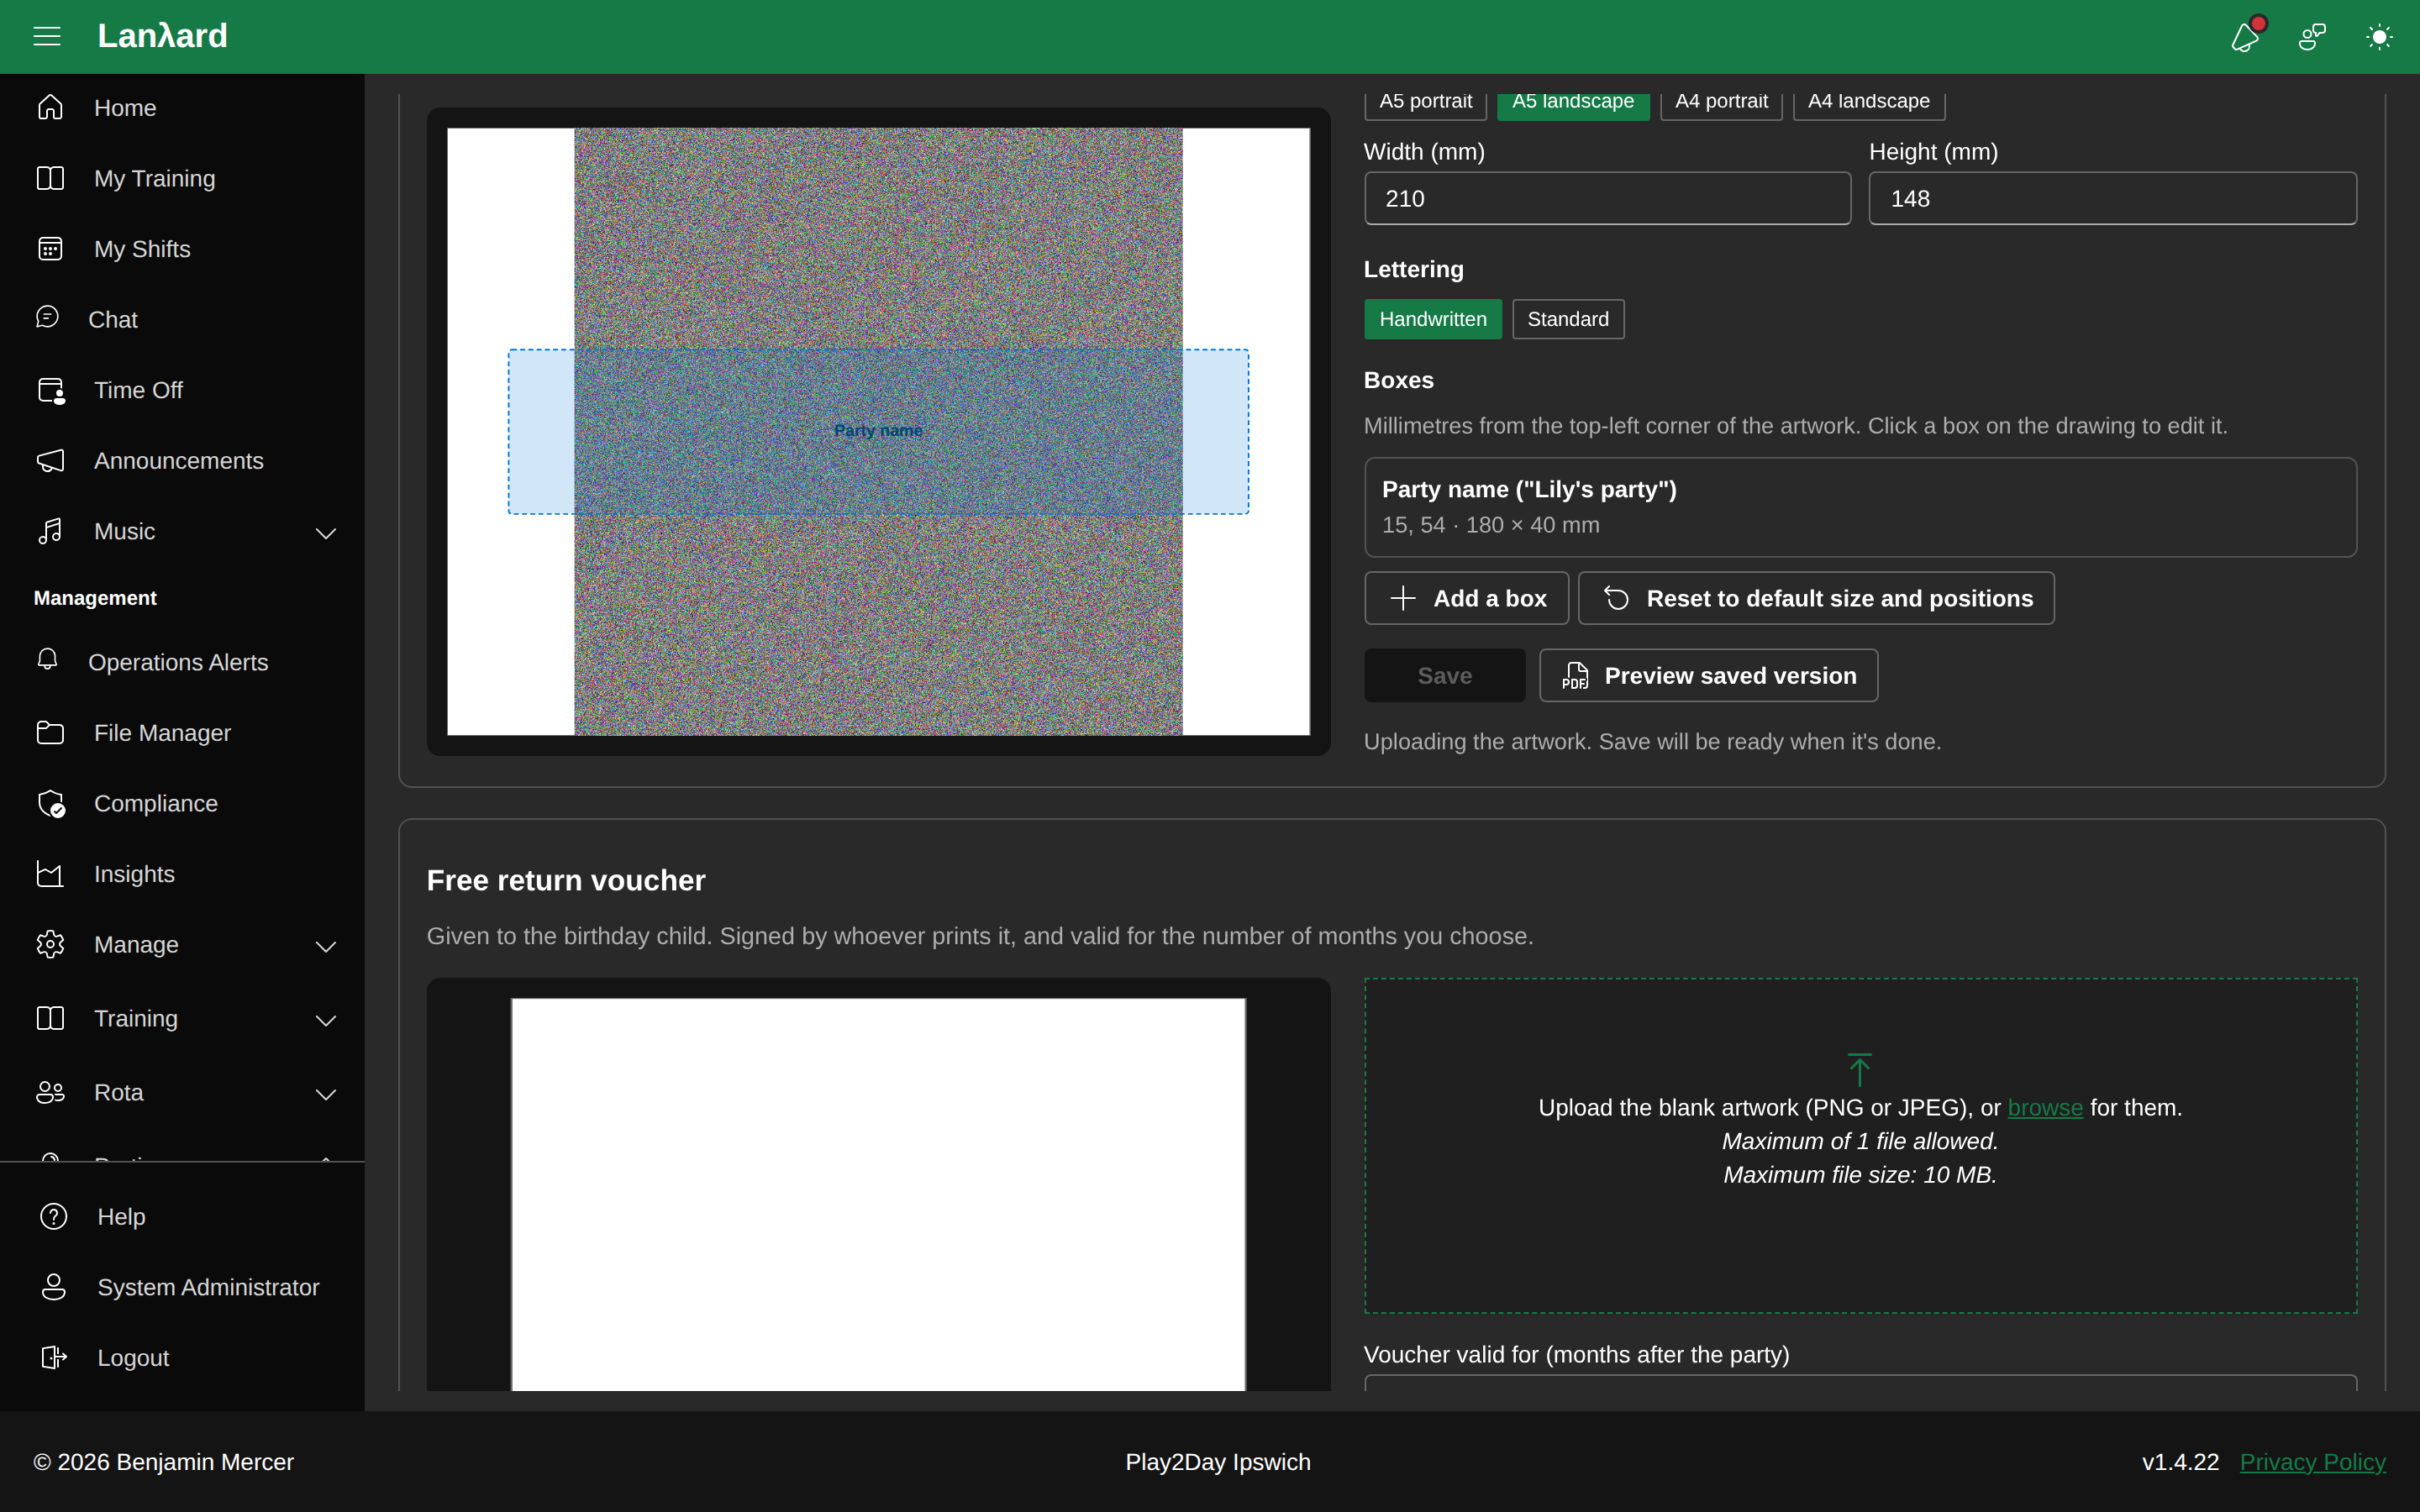 Lanλard
Home
My Training
My Shifts
Chat
Time Off
Announcements
Music
Management
Operations Alerts
File Manager
Compliance
Insights
Manage
Training
Rota
Help
System Administrator
Logout
A5 portrait
A5 landscape
A4 portrait
A4 landscape
Width (mm)
Height (mm)
210
148
Lettering
Handwritten
Standard
Boxes
Millimetres from the top-left corner of the artwork. Click a box on the drawing to edit it.
Party name
Party name ("Lily's party")
15, 54 · 180 × 40 mm
Add a box
Reset to default size and positions
Save
PDF
Preview saved version
Uploading the artwork. Save will be ready when it's done.
Free return voucher
Given to the birthday child. Signed by whoever prints it, and valid for the number of months you choose.
Upload the blank artwork (PNG or JPEG), or browse for them.
Maximum of 1 file allowed.
Maximum file size: 10 MB.
Voucher valid for (months after the party)
© 2026 Benjamin Mercer
Play2Day Ipswich
v1.4.22
Privacy Policy